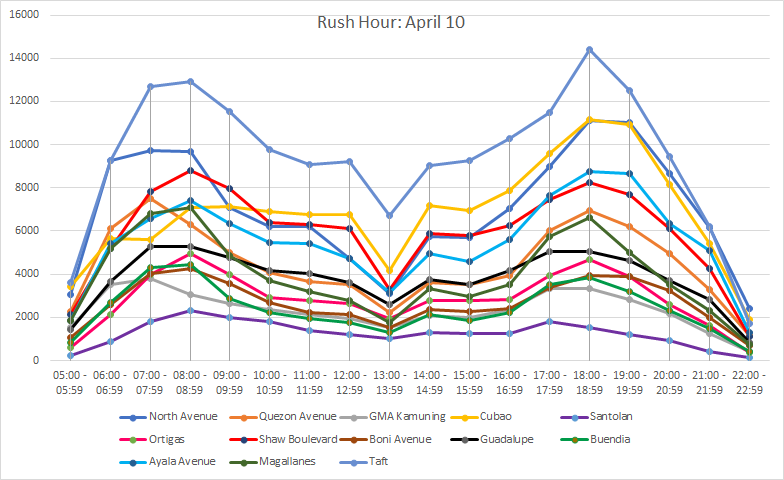 Rush Hour: April 10
16000
14000
12000
10000
8000
6000
4000
2000
0
05:00 - 06:00 - 07:00 - 08:00 - 09:00 - 10:00 - 11:00 - 12:00 - 13:00 - 14:00 - 15:00 - 16:00 - 17:00 - 18:00 - 19:00 - 20:00 - 21:00 - 22:00 -
05:59 06:59 07:59 08:59 09:59 10:59 11:59 12:59 13:59 14:59 15:59 16:59 17:59 18:59 19:59 20:59 21:59 22:59
North Avenue Quezon Avenue GMA Kamuning Cubao Santolan
Ortigas Shaw Boulevard Boni Avenue Guadalupe Buendia
Ayala Avenue Magallanes Taft